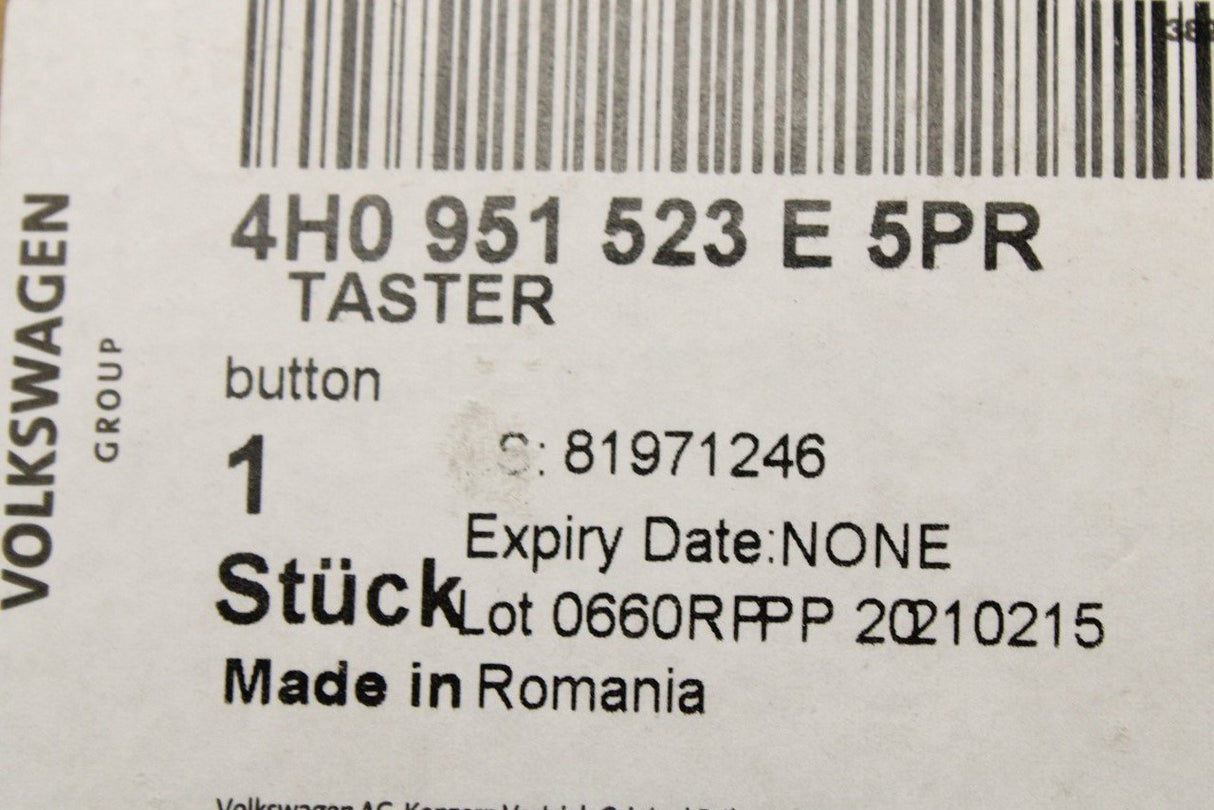 4H0 951 523 E 5PR
TASTER
button
1
S: 81971246
Expiry Date:NONE
Stück
Lot 0660RPPP 20210215
Made in Romania
VOLKSWAGEN
GROUP